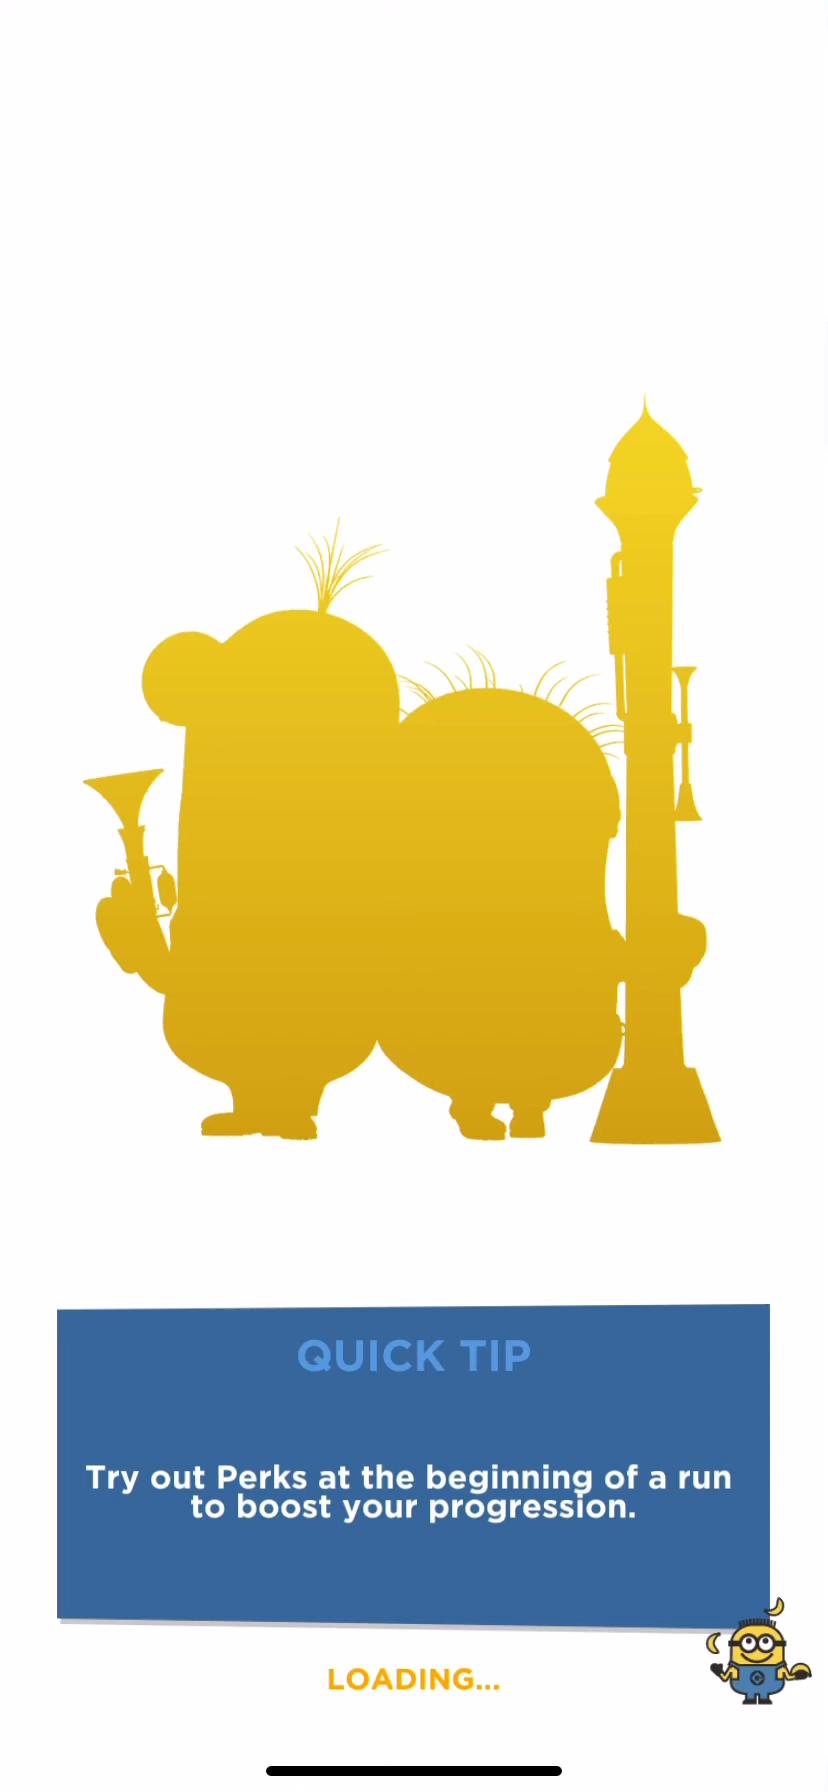 QUICK TIP
Try out Perks at the beginning of a run
to boost your progression.
LOADING...